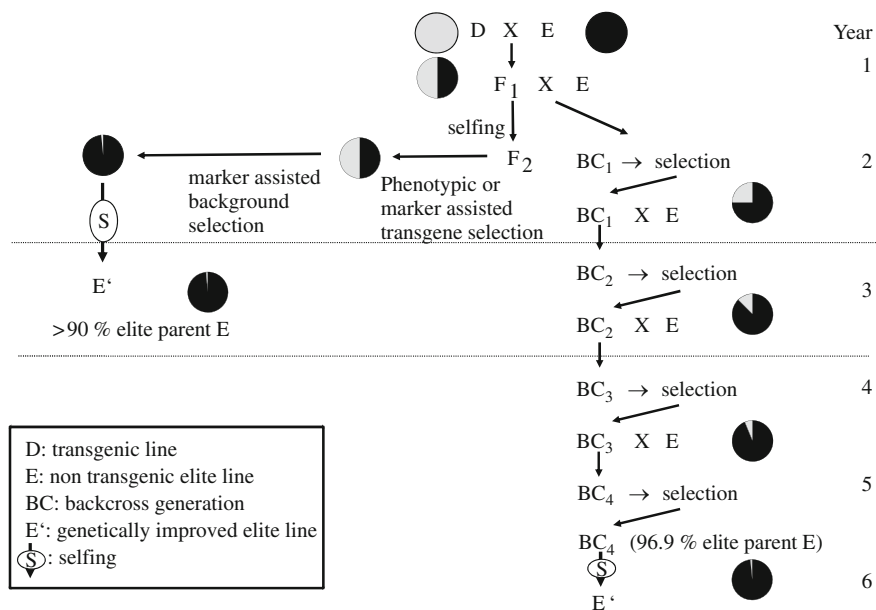 D X E Year
1
F1 X E
selfing
F2 BC1 → selection 2
marker assisted
background
selection
Phenotypic or
marker assisted
transgene selection
BC1 X E
S
E‘
>90 % elite parent E
BC2 → selection 3
BC2 X E
BC3 → selection 4
BC3 X E
BC4 → selection 5
BC4 (96.9 % elite parent E)
S
6
E‘
D: transgenic line
E: non transgenic elite line
BC: backcross generation
E‘: genetically improved elite line
S : selfing